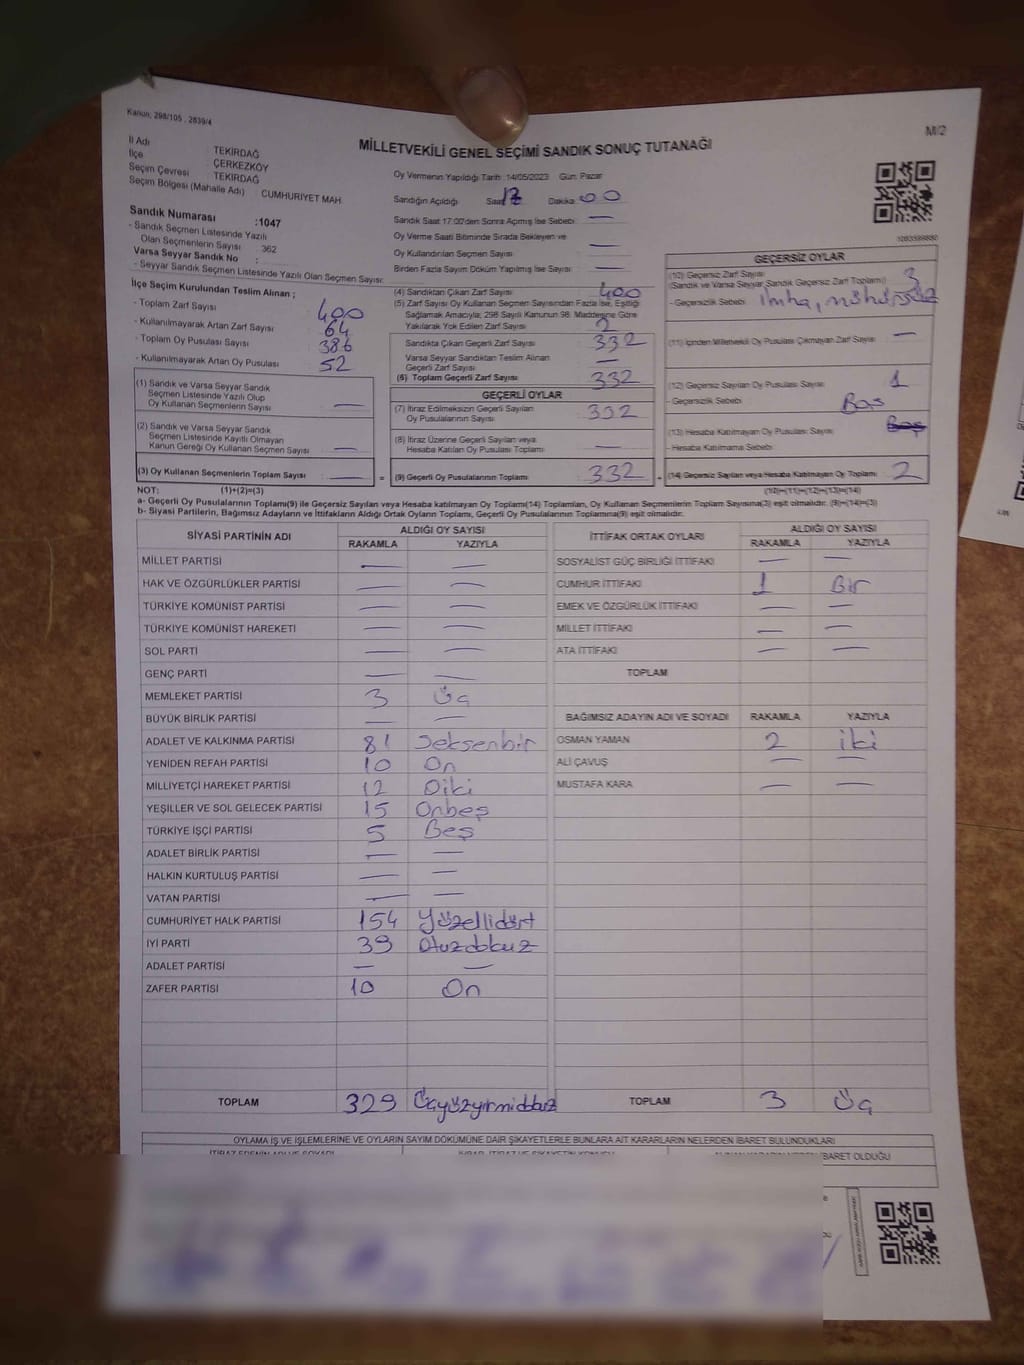 Kanun, 298/105 , 2839/4
M/2
MİLLETVEKİLİ GENEL SEÇİMİ SANDIK SONUÇ TUTANAĞI
İl Adı TEKİRDAĞ
İlçe ÇERKEZKÖY
Seçim Çevresi TEKİRDAĞ
Seçim Bölgesi (Mahalle Adı) CUMHURIYET MAH.
Sandık Numarası :1047
- Sandık Seçmen Listesinde Yazılı
Olan Seçmenlerin Sayısı : 362
Varsa Seyyar Sandık No :
- Seyyar Sandık Seçmen Listesinde Yazılı Olan Seçmen Sayısı:
İlçe Seçim Kurulundan Teslim Alınan ;
- Toplam Zarf Sayısı : 400
- Kullanılmayarak Artan Zarf Sayısı : 64
- Toplam Oy Pusulası Sayısı : 386
- Kullanılmayarak Artan Oy Pusulası : 52
(1) Sandık ve Varsa Seyyar Sandık
Seçmen Listesinde Yazılı Olup
Oy Kullanan Seçmenlerin Sayısı : —
(2) Sandık ve Varsa Seyyar Sandık
Seçmen Listesinde Kayıtlı Olmayan
Kanun Gereği Oy Kullanan Seçmen Sayısı : —
(3) Oy Kullanan Seçmenlerin Toplam Sayısı : —
Oy Vermenin Yapıldığı Tarih :14/05/2023 Gün: Pazar
Sandığın Açıldığı Saat Dakika: 00
Sandık Saat 17:00'den Sonra Açılmış İse Sebebi: —
Oy Verme Saati Bitiminde Sırada Bekleyen ve
Oy Kullandırılan Seçmen Sayısı : —
Birden Fazla Sayım Döküm Yapılmış İse Sayısı : —
(4) Sandıktan Çıkan Zarf Sayısı : 400
(5) Zarf Sayısı Oy Kullanan Seçmen Sayısından Fazla İse, Eşitliği
Sağlamak Amacıyla; 298 Sayılı Kanunun 98. Maddesine Göre
Yakılarak Yok Edilen Zarf Sayısı : 2
Sandıkta Çıkan Geçerli Zarf Sayısı : 332
Varsa Seyyar Sandıktan Teslim Alınan
Geçerli Zarf Sayısı : —
(6) Toplam Geçerli Zarf Sayısı : 332
GEÇERLİ OYLAR
(7) İtiraz Edilmeksizin Geçerli Sayılan
Oy Pusulalarının Sayısı : 332
(8) İtiraz Üzerine Geçerli Sayılan veya
Hesaba Katılan Oy Pusulası Toplamı : —
= (9) Geçerli Oy Pusulalarının Toplamı : 332
GEÇERSİZ OYLAR
(10) Geçersiz Zarf Sayısı
(Sandık ve Varsa Seyyar Sandık Geçersiz Zarf Toplamı) : 3
- Geçersizlik Sebebi : imha, mühürsüz
(11) İçinden Milletvekili Oy Pusulası Çıkmayan Zarf Sayısı : —
(12) Geçersiz Sayılan Oy Pusulası Sayısı : 1
- Geçersizlik Sebebi : Boş
(13) Hesaba Katılmayan Oy Pusulası Sayısı : Boş
- Hesaba Katılmama Sebebi :
+ (14) Geçersiz Sayılan veya Hesaba Katılmayan Oy Toplamı : 2
NOT: (1)+(2)=(3) (10)+(11)+(12)+(13)=(14)
a- Geçerli Oy Pusulalarının Toplamı(9) ile Geçersiz Sayılan veya Hesaba katılmayan Oy Toplamı(14) Toplamları, Oy Kullanan Seçmenlerin Toplam Sayısına(3) eşit olmalıdır. (9)+(14)=(3)
b- Siyasi Partilerin, Bağımsız Adayların ve İttifakların Aldığı Ortak Oyların Toplamı, Geçerli Oy Pusulalarının Toplamına(9) eşit olmalıdır.
SİYASİ PARTİNİN ADI ALDIĞI OY SAYISI
RAKAMLA YAZIYLA
MİLLET PARTİSİ — —
HAK VE ÖZGÜRLÜKLER PARTİSİ — —
TÜRKİYE KOMÜNİST PARTİSİ — —
TÜRKİYE KOMÜNİST HAREKETİ — —
SOL PARTİ — —
GENÇ PARTİ — —
MEMLEKET PARTİSİ 3 Üç
BÜYÜK BİRLİK PARTİSİ — —
ADALET VE KALKINMA PARTİSİ 81 Seksenbir
YENİDEN REFAH PARTİSİ 10 On
MİLLİYETÇİ HAREKET PARTİSİ 12 Oiki
YEŞİLLER VE SOL GELECEK PARTİSİ 15 Onbeş
TÜRKİYE İŞÇİ PARTİSİ 5 Beş
ADALET BİRLİK PARTİSİ — —
HALKIN KURTULUŞ PARTİSİ — —
VATAN PARTİSİ — —
CUMHURİYET HALK PARTİSİ 154 Yüzellidört
İYİ PARTİ 39 Otuzdokuz
ADALET PARTİSİ — —
ZAFER PARTİSİ 10 On
TOPLAM 329 Üçyüzyirmidokuz
İTTİFAK ORTAK OYLARI ALDIĞI OY SAYISI
RAKAMLA YAZIYLA
SOSYALİST GÜÇ BİRLİĞİ İTTİFAKI — —
CUMHUR İTTİFAKI 1 Bir
EMEK VE ÖZGÜRLÜK İTTİFAKI — —
MİLLET İTTİFAKI — —
ATA İTTİFAKI — —
TOPLAM
BAĞIMSIZ ADAYIN ADI VE SOYADI RAKAMLA YAZIYLA
OSMAN YAMAN 2 iki
ALİ ÇAVUŞ — —
MUSTAFA KARA — —
TOPLAM 3 Üç
OYLAMA İŞ VE İŞLEMLERİNE VE OYLARIN SAYIM DÖKÜMÜNE DAİR ŞİKAYETLERLE BUNLARA AİT KARARLARIN NELERDEN İBARET BULUNDUKLARI
İBARET OLDUĞU